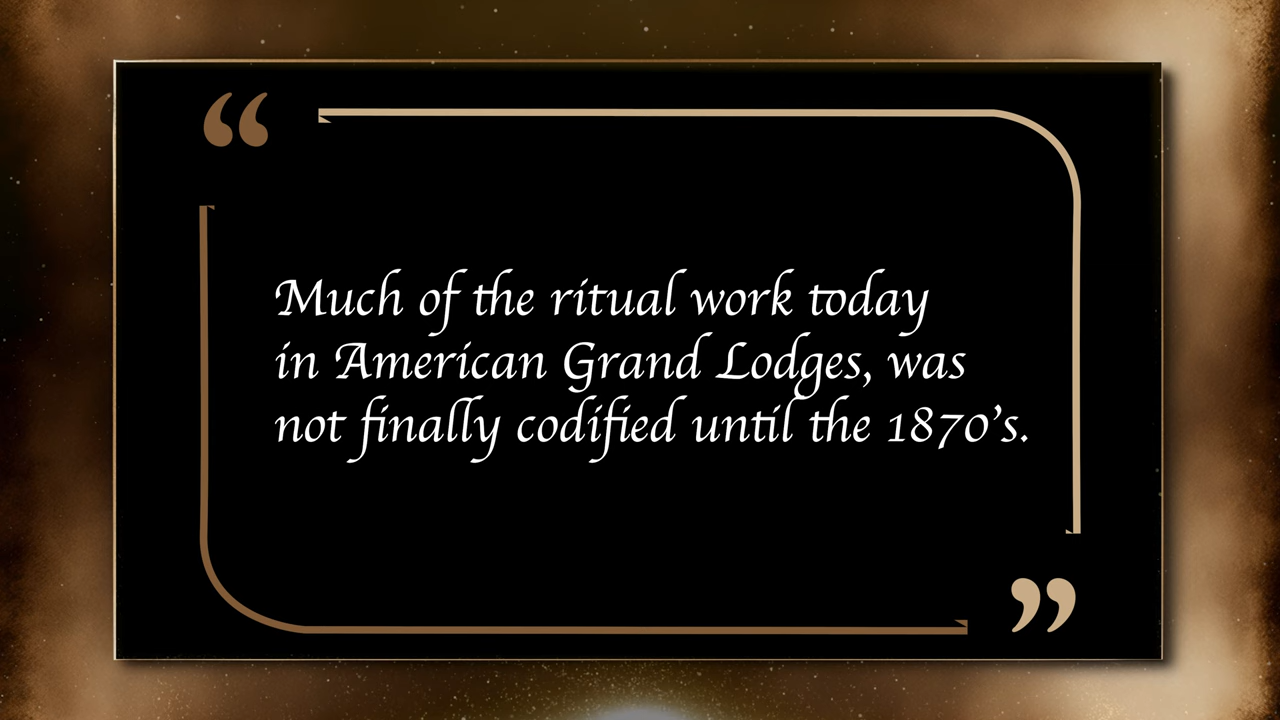 “
Much of the ritual work today
in American Grand Lodges, was
not finally codified until the 1870’s.
”